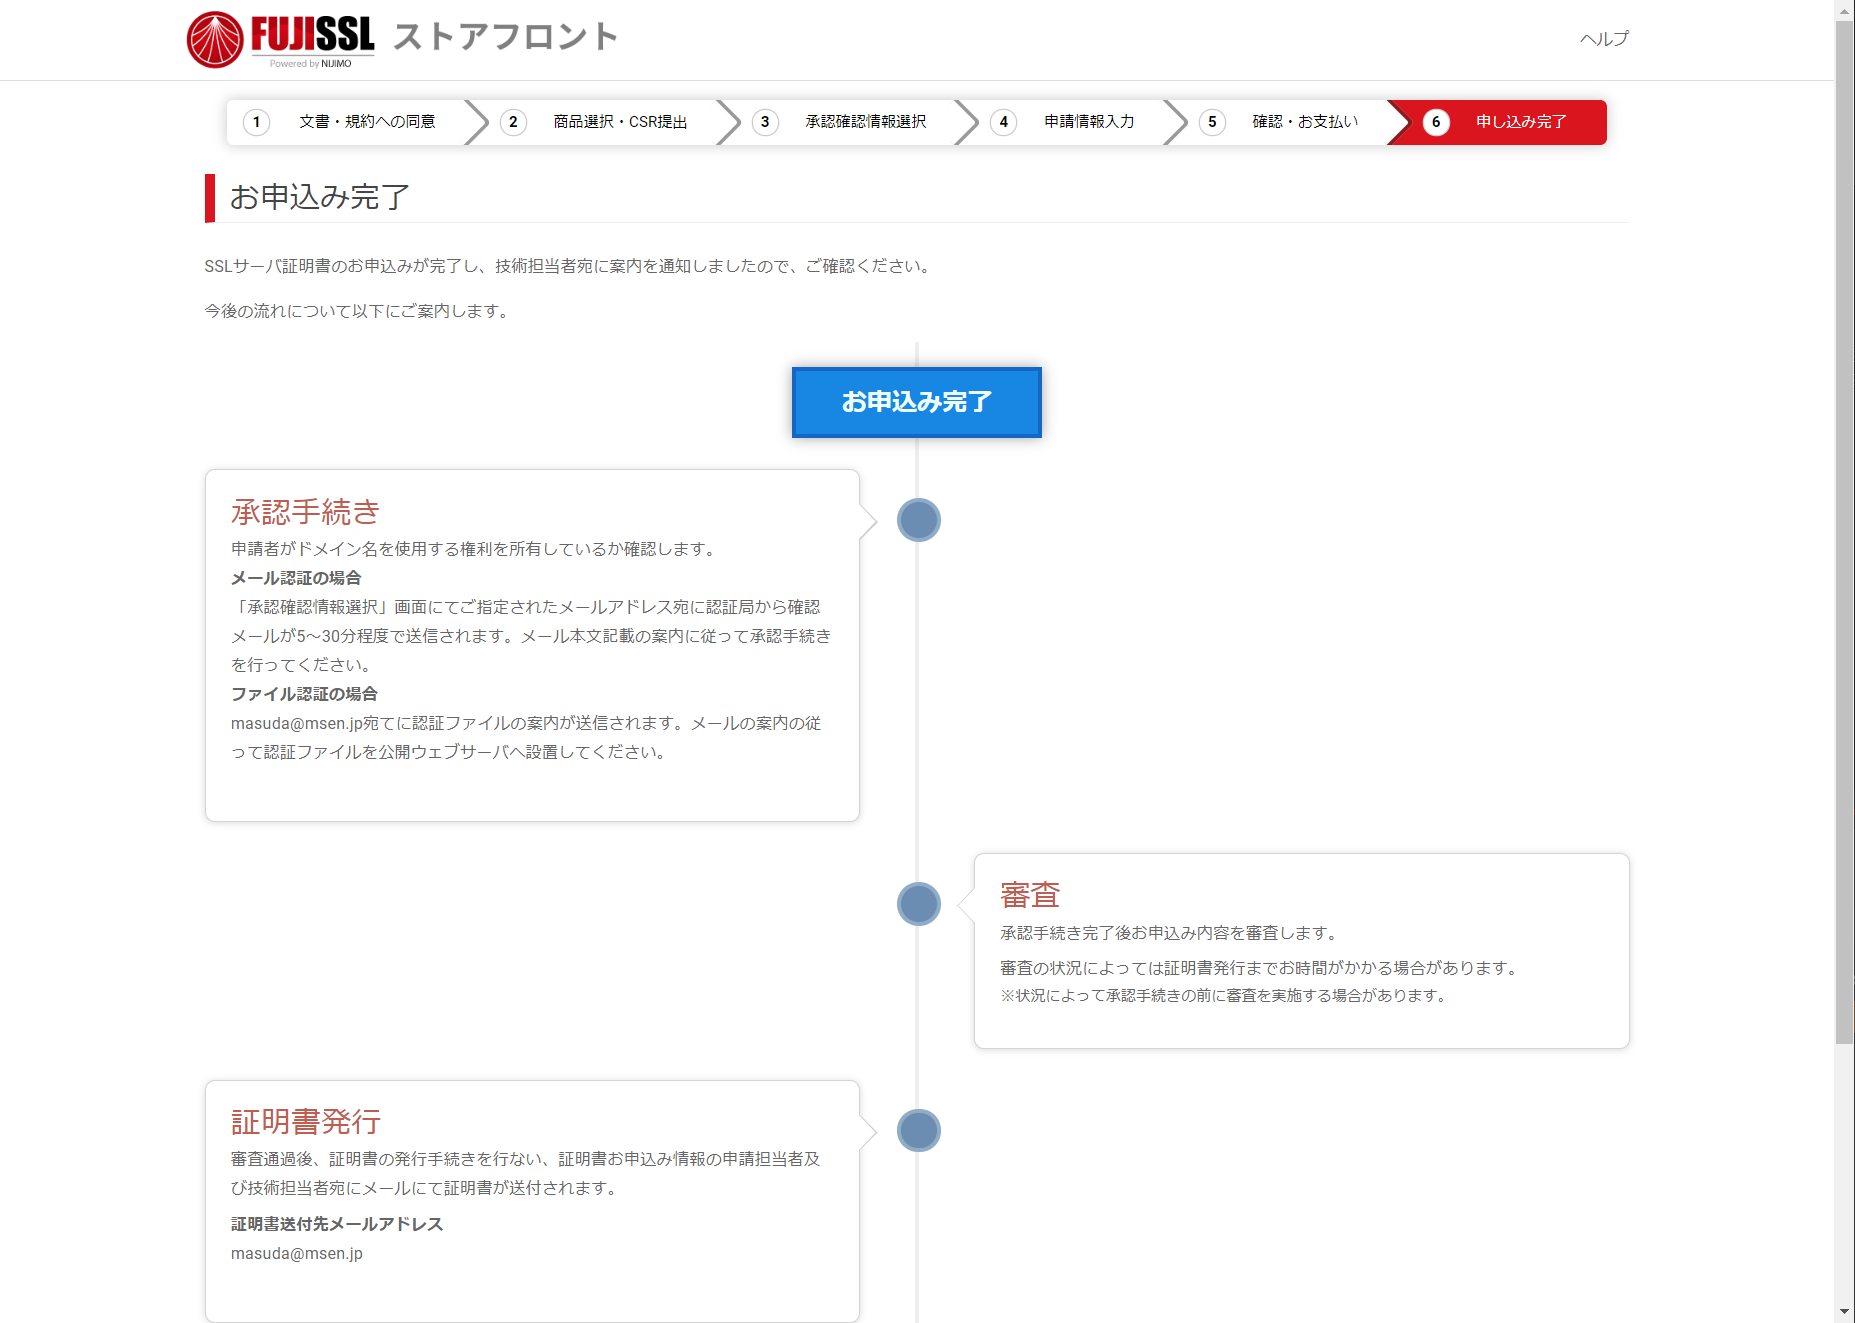 FUJISSL ストアフロント
Powered by NIJIMO
ヘルプ
1 文書・規約への同意
2 商品選択・CSR提出
3 承認確認情報選択
4 申請情報入力
5 確認・お支払い
6 申し込み完了
お申込み完了
SSLサーバ証明書のお申込みが完了し、技術担当者宛に案内を通知しましたので、ご確認ください。
今後の流れについて以下にご案内します。
お申込み完了
承認手続き
申請者がドメイン名を使用する権利を所有しているか確認します。
メール認証の場合
「承認確認情報選択」画面にてご指定されたメールアドレス宛に認証局から確認
メールが5～30分程度で送信されます。メール本文記載の案内に従って承認手続き
を行ってください。
ファイル認証の場合
masuda@msen.jp宛てに認証ファイルの案内が送信されます。メールの案内の従
って認証ファイルを公開ウェブサーバへ設置してください。
審査
承認手続き完了後お申込み内容を審査します。
審査の状況によっては証明書発行までお時間がかかる場合があります。
※状況によって承認手続きの前に審査を実施する場合があります。
証明書発行
審査通過後、証明書の発行手続きを行ない、証明書お申込み情報の申請担当者及
び技術担当者宛にメールにて証明書が送付されます。
証明書送付先メールアドレス
masuda@msen.jp